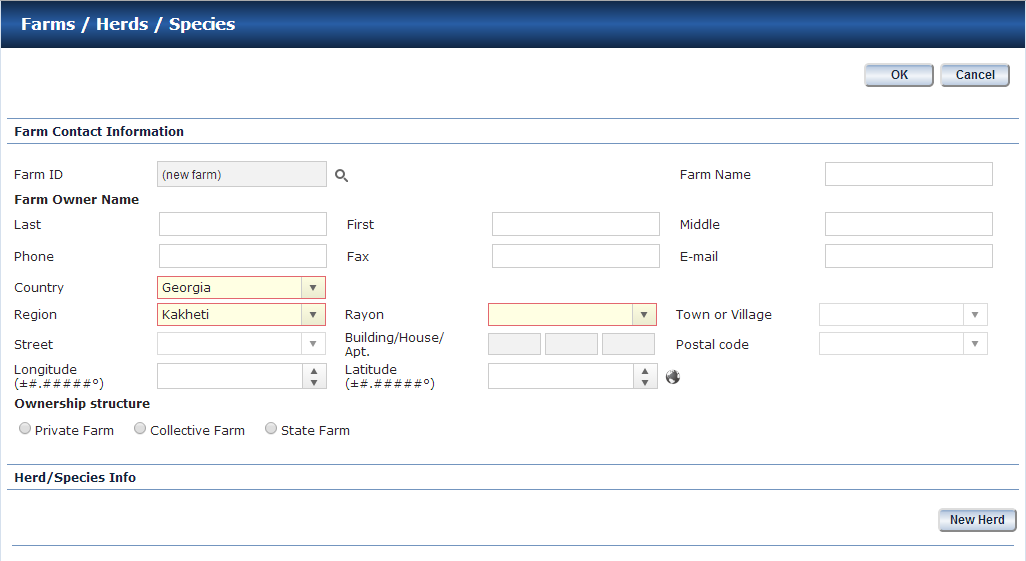 Farms / Herds / Species
OK Cancel
Farm Contact Information
Farm ID (new farm) Farm Name
Farm Owner Name
Last First Middle
Phone Fax E-mail
Country Georgia
Region Kakheti Rayon Town or Village
Street Building/House/ Apt. Postal code
Longitude (±#.#####°) Latitude (±#.#####°)
Ownership structure
Private Farm Collective Farm State Farm
Herd/Species Info
New Herd